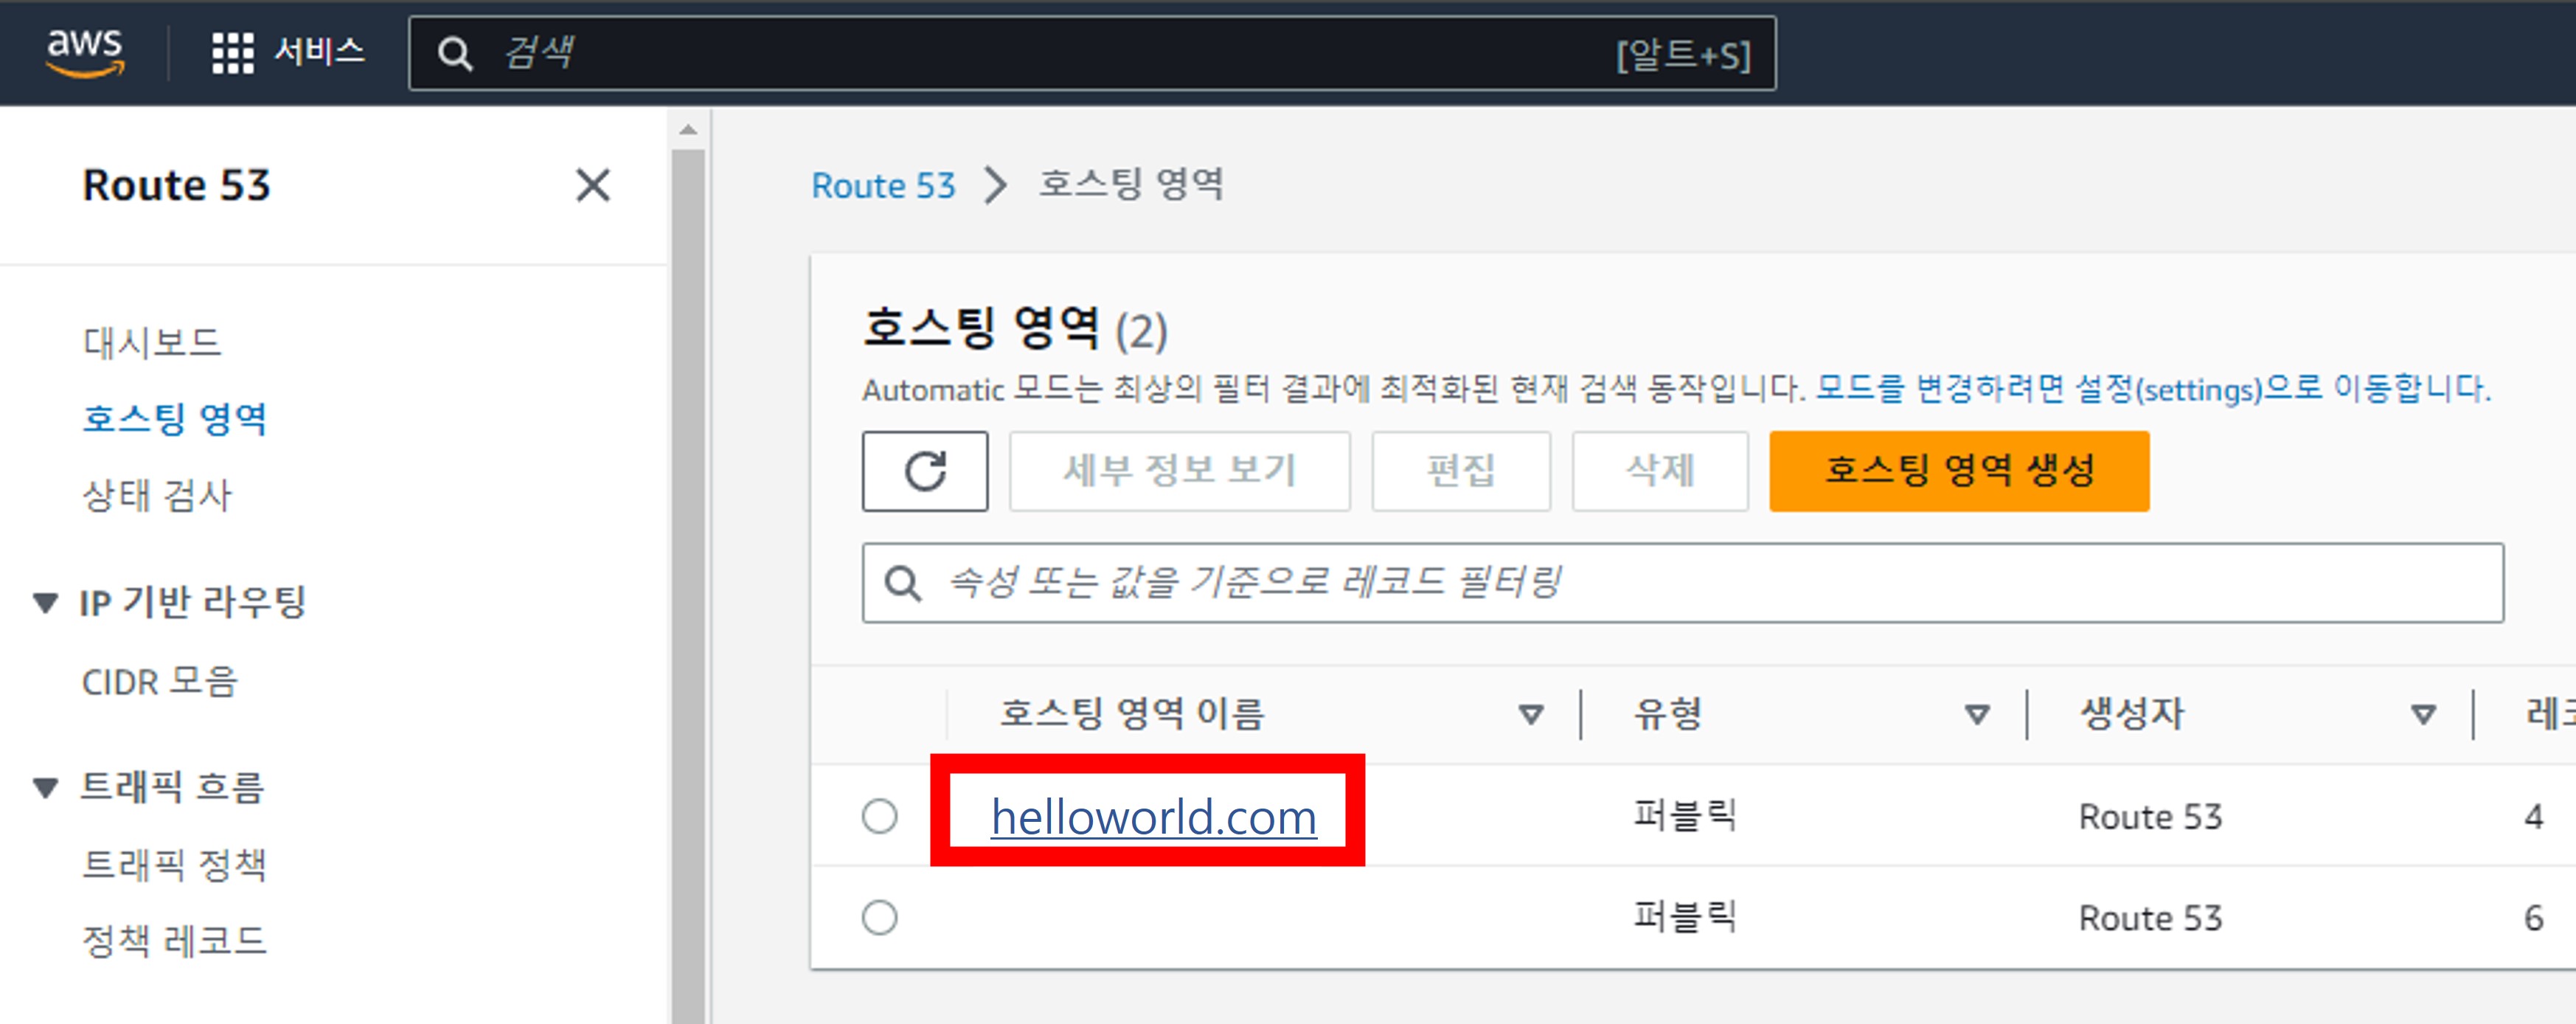 aws 서비스 검색 [알트+S]
Route 53
대시보드
호스팅 영역
상태 검사
IP 기반 라우팅
CIDR 모음
트래픽 흐름
트래픽 정책
정책 레코드
Route 53 > 호스팅 영역
호스팅 영역 (2)
Automatic 모드는 최상의 필터 결과에 최적화된 현재 검색 동작입니다. 모드를 변경하려면 설정(settings)으로 이동합니다.
세부 정보 보기 편집 삭제 호스팅 영역 생성
속성 또는 값을 기준으로 레코드 필터링
호스팅 영역 이름 유형 생성자
helloworld.com 퍼블릭 Route 53 4
퍼블릭 Route 53 6